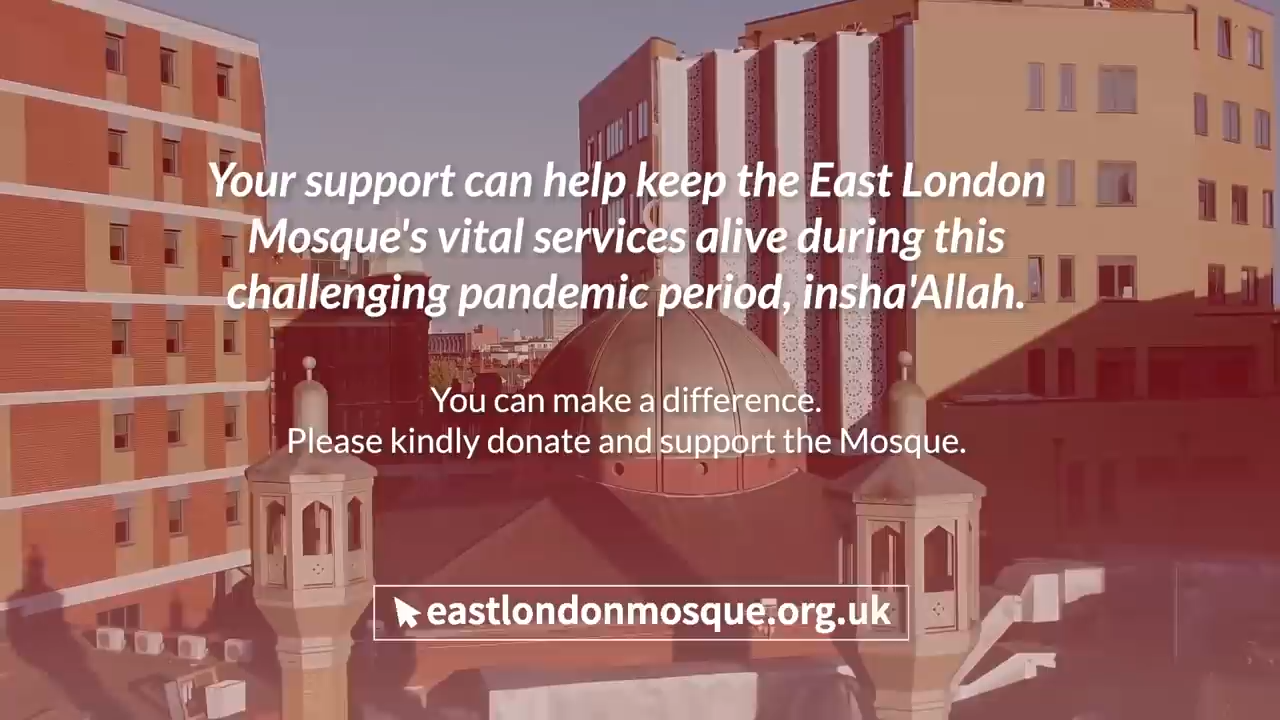 Your support can help keep the East London
Mosque's vital services alive during this
challenging pandemic period, insha'Allah.
You can make a difference.
Please kindly donate and support the Mosque.
eastlondonmosque.org.uk